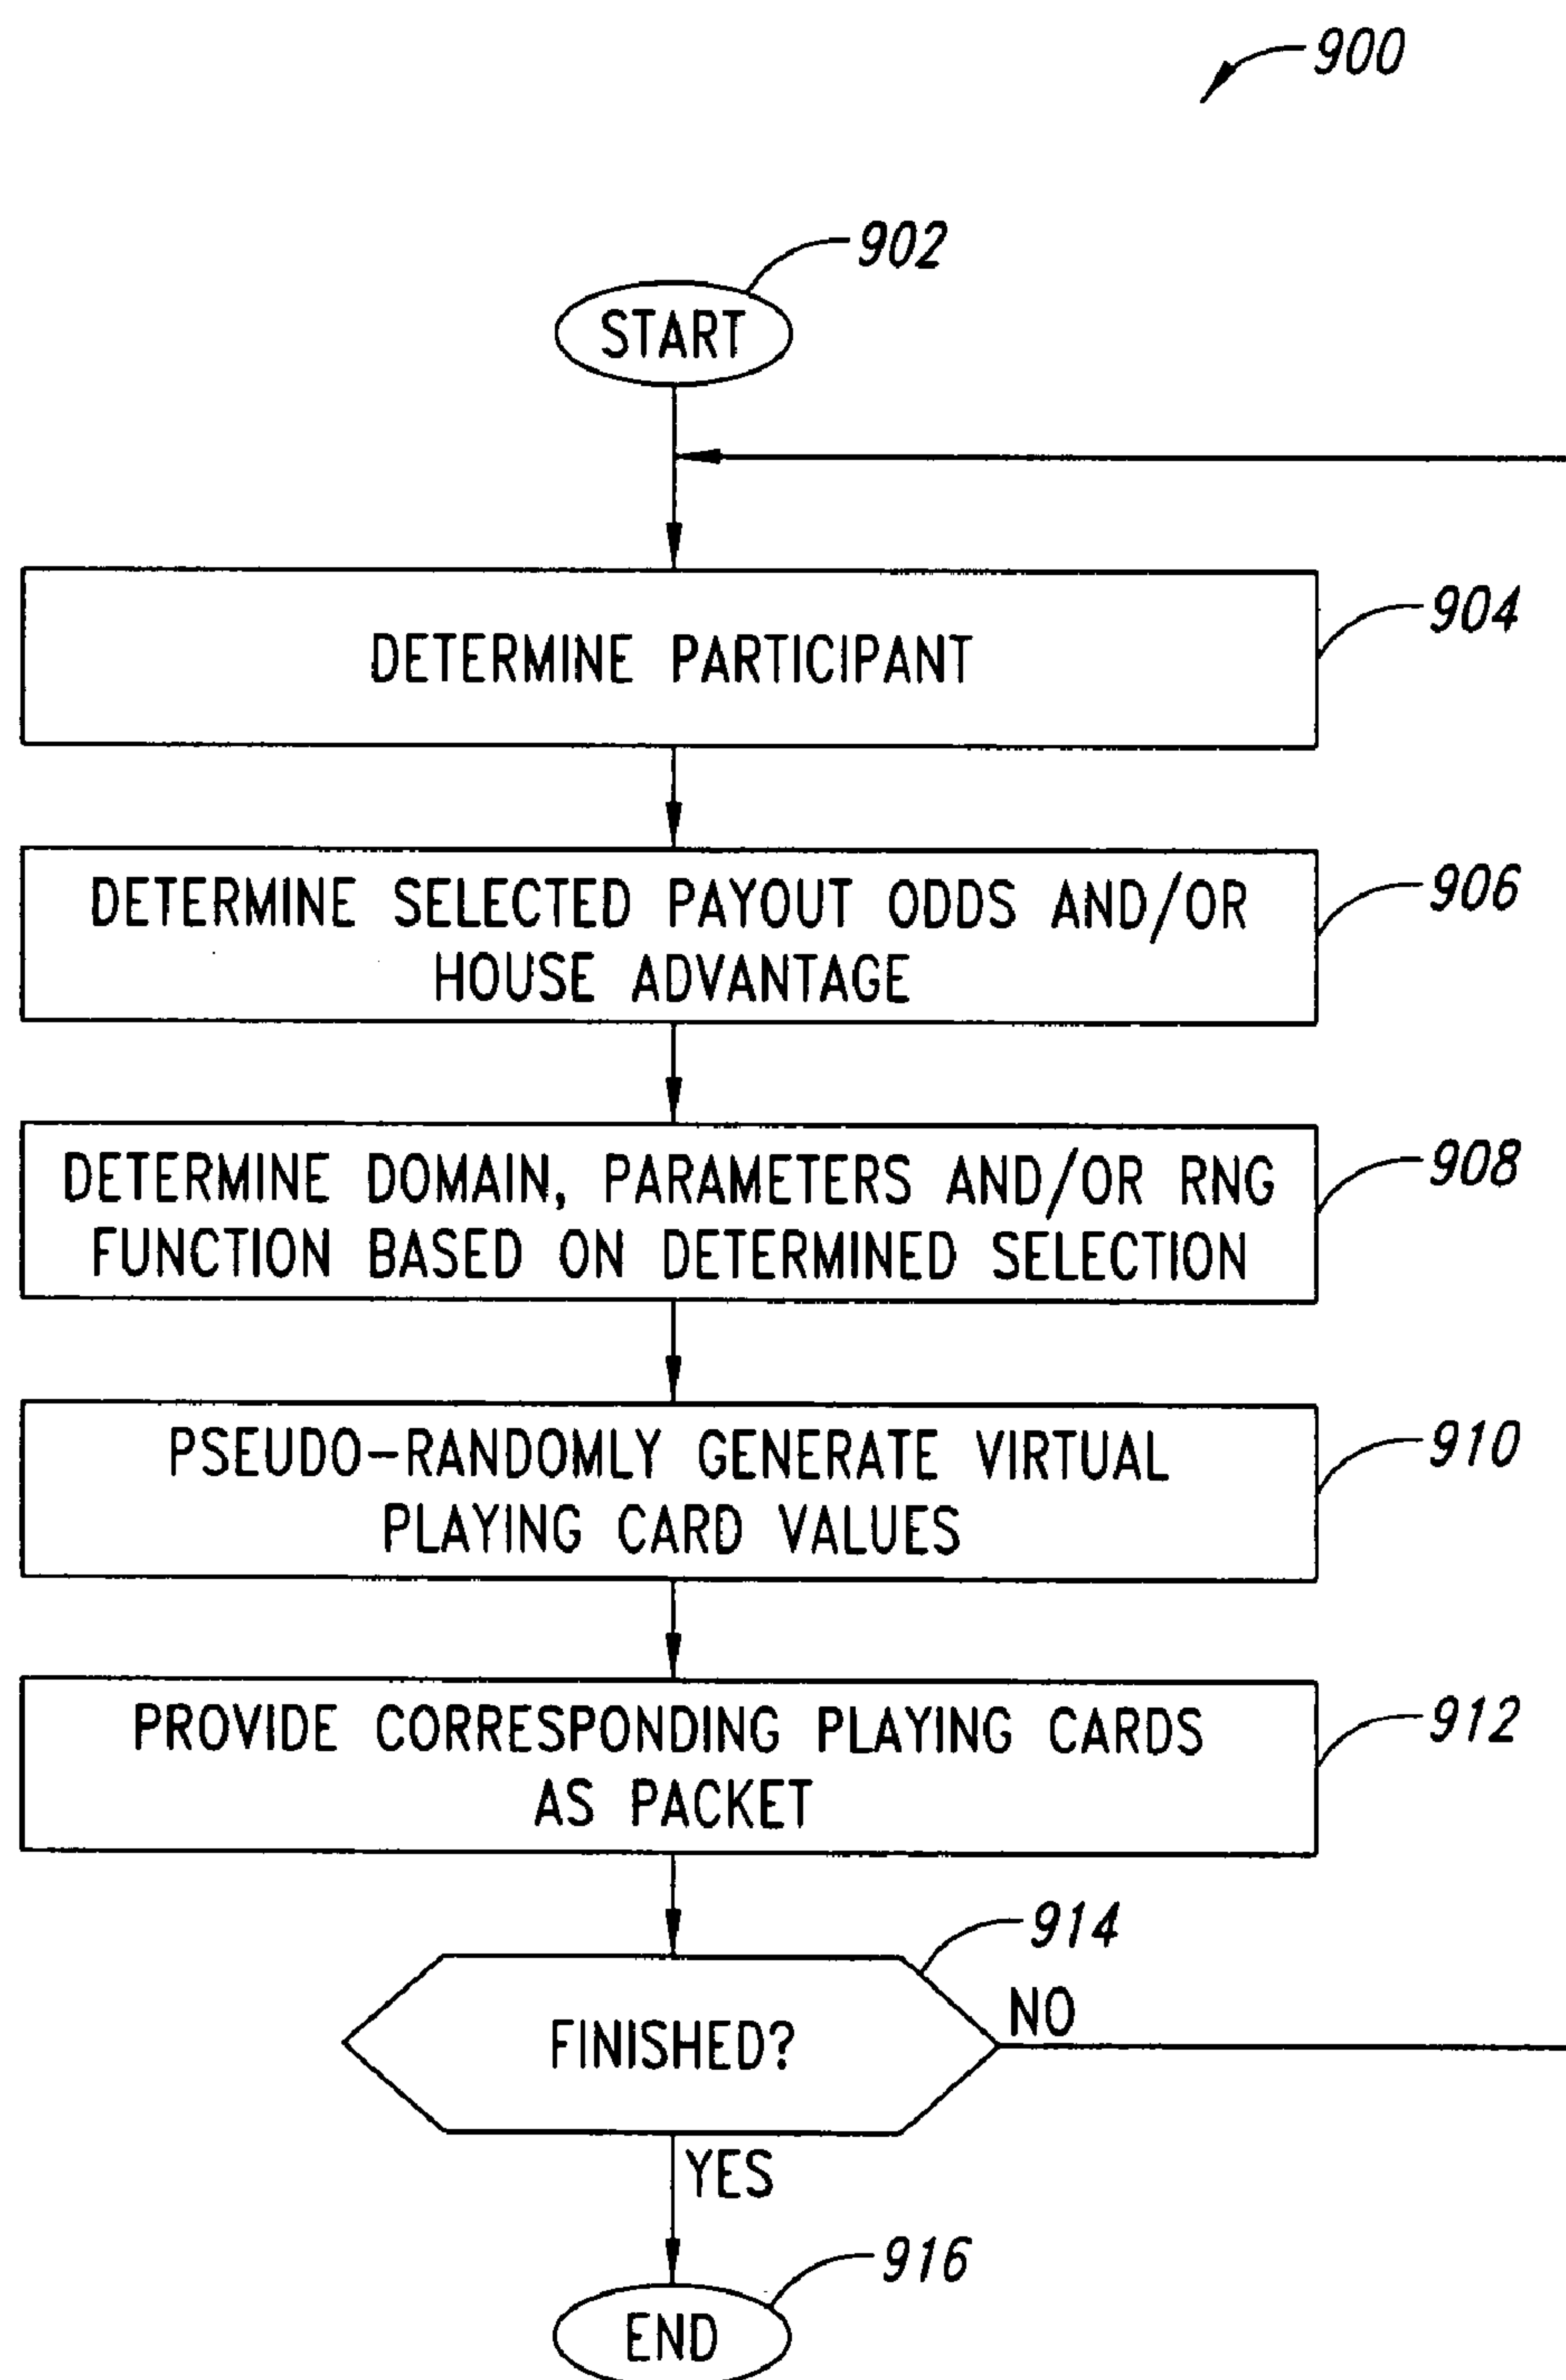 900
902
START
DETERMINE PARTICIPANT
904
DETERMINE SELECTED PAYOUT ODDS AND/OR
HOUSE ADVANTAGE
906
DETERMINE DOMAIN, PARAMETERS AND/OR RNG
FUNCTION BASED ON DETERMINED SELECTION
908
PSEUDO-RANDOMLY GENERATE VIRTUAL
PLAYING CARD VALUES
910
PROVIDE CORRESPONDING PLAYING CARDS
AS PACKET
912
914
FINISHED?
NO
YES
916
END